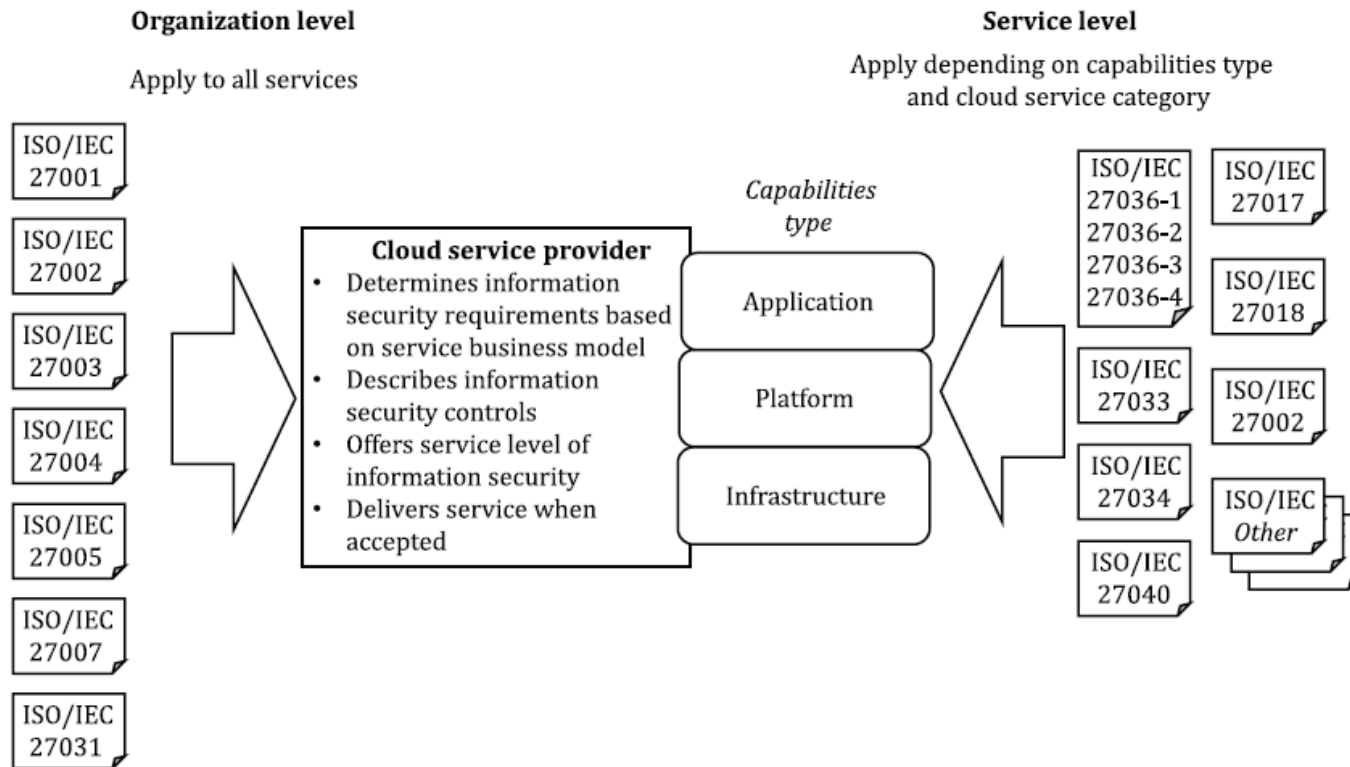 Organization level
Apply to all services
ISO/IEC
27001
ISO/IEC
27002
ISO/IEC
27003
ISO/IEC
27004
ISO/IEC
27005
ISO/IEC
27007
ISO/IEC
27031
Cloud service provider
• Determines information
security requirements based
on service business model
• Describes information
security controls
• Offers service level of
information security
• Delivers service when
accepted
Capabilities
type
Application
Platform
Infrastructure
Service level
Apply depending on capabilities type
and cloud service category
ISO/IEC
27036-1
27036-2
27036-3
27036-4
ISO/IEC
27033
ISO/IEC
27034
ISO/IEC
27040
ISO/IEC
27017
ISO/IEC
27018
ISO/IEC
27002
ISO/IEC
Other